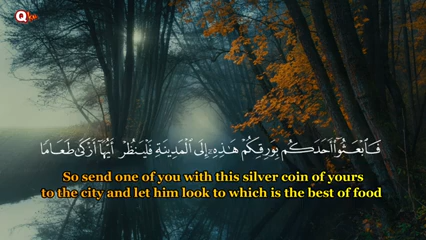 فَٱبۡعَثُوٓاْ أَحَدَكُم بِوَرِقِكُمۡ هَٰذِهِۦٓ إِلَى ٱلۡمَدِينَةِ فَلۡيَنظُرۡ أَيُّهَآ أَزۡكَىٰ طَعَامٗا
So send one of you with this silver coin of yours
to the city and let him look to which is the best of food